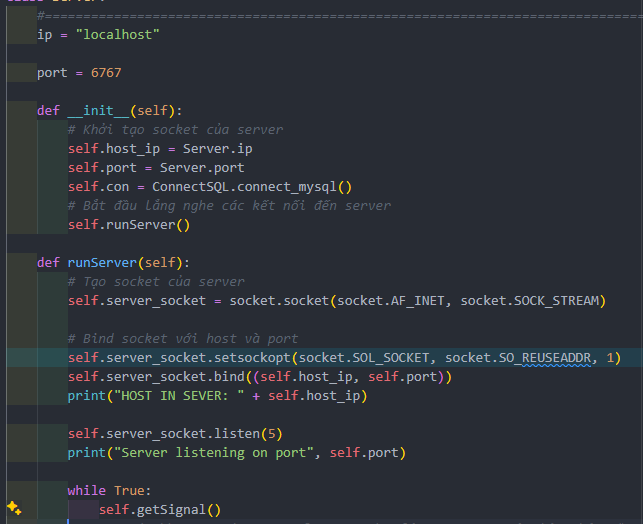 #==========================================================================
ip = "localhost"
port = 6767
def __init__(self):
# Khởi tạo socket của server
self.host_ip = Server.ip
self.port = Server.port
self.con = ConnectSQL.connect_mysql()
# Bắt đầu lắng nghe các kết nối đến server
self.runServer()
def runServer(self):
# Tạo socket của server
self.server_socket = socket.socket(socket.AF_INET, socket.SOCK_STREAM)
# Bind socket với host và port
self.server_socket.setsockopt(socket.SOL_SOCKET, socket.SO_REUSEADDR, 1)
self.server_socket.bind((self.host_ip, self.port))
print("HOST IN SEVER: " + self.host_ip)
self.server_socket.listen(5)
print("Server listening on port", self.port)
while True:
self.getSignal()